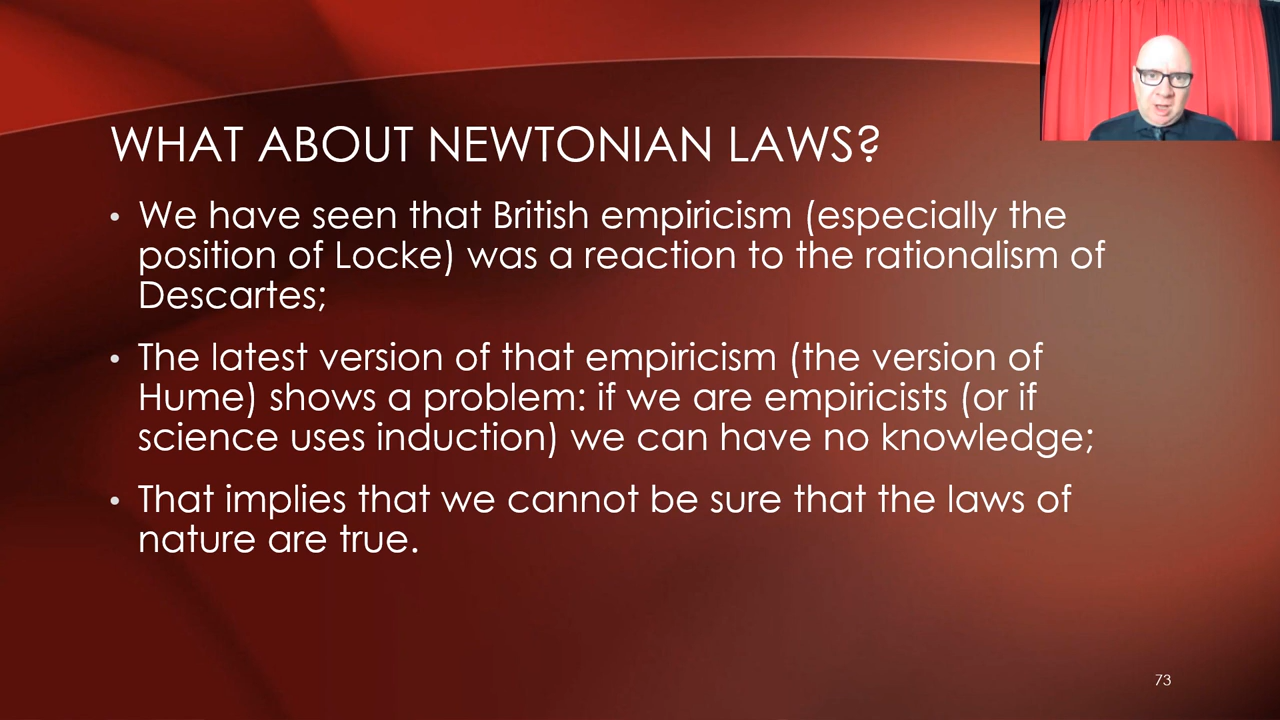 WHAT ABOUT NEWTONIAN LAWS?
• We have seen that British empiricism (especially the
position of Locke) was a reaction to the rationalism of
Descartes;
• The latest version of that empiricism (the version of
Hume) shows a problem: if we are empiricists (or if
science uses induction) we can have no knowledge;
• That implies that we cannot be sure that the laws of
nature are true.
73